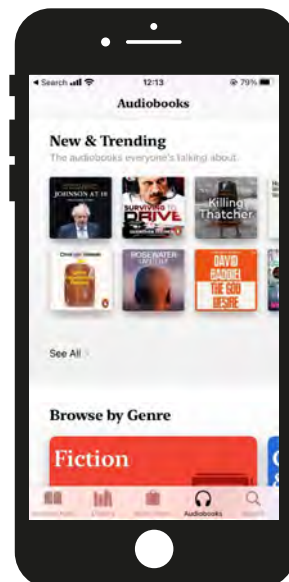 Search 12:13 79%
Audiobooks
New & Trending
The audiobooks everyone's talking about.
JOHNSON AT 10
SURVIVING TO
DRIVE
Killing
Thatcher
ROSEWATER
DAVID
BADDIEL
THE GOD
DESIRE
See All
Browse by Genre
Fiction
Audiobooks